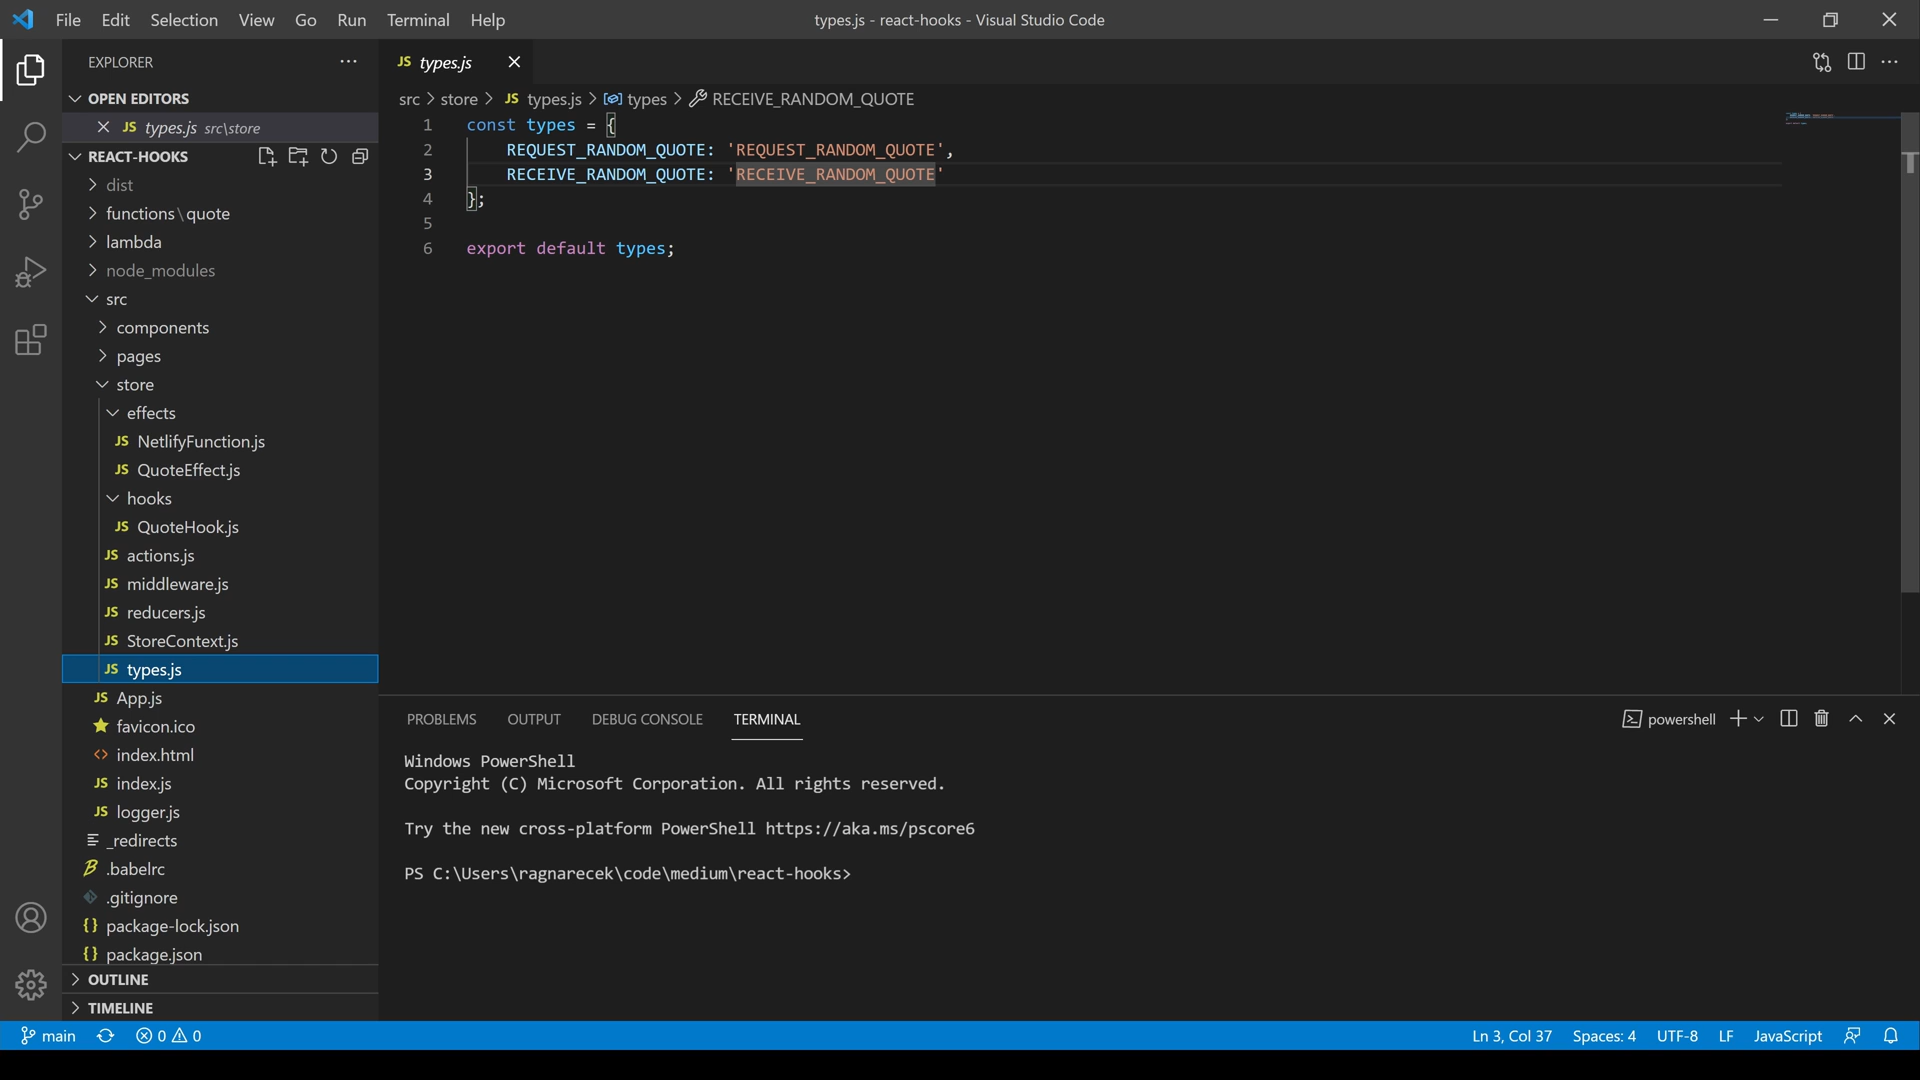 File Edit Selection View Go Run Terminal Help
types.js - react-hooks - Visual Studio Code
EXPLORER
OPEN EDITORS
JS types.js src\store
REACT-HOOKS
dist
functions\quote
lambda
node_modules
src
components
pages
store
effects
JS NetlifyFunction.js
JS QuoteEffect.js
hooks
JS QuoteHook.js
JS actions.js
JS middleware.js
JS reducers.js
JS StoreContext.js
JS types.js
JS App.js
favicon.ico
<> index.html
JS index.js
JS logger.js
_redirects
.babelrc
.gitignore
{} package-lock.json
{} package.json
OUTLINE
TIMELINE
JS types.js
src > store > JS types.js > types > RECEIVE_RANDOM_QUOTE
1 const types = {
2 REQUEST_RANDOM_QUOTE: 'REQUEST_RANDOM_QUOTE',
3 RECEIVE_RANDOM_QUOTE: 'RECEIVE_RANDOM_QUOTE'
4 };
5
6 export default types;
PROBLEMS OUTPUT DEBUG CONSOLE TERMINAL
powershell
Windows PowerShell
Copyright (C) Microsoft Corporation. All rights reserved.
Try the new cross-platform PowerShell https://aka.ms/pscore6
PS C:\Users\ragnarecek\code\medium\react-hooks>
main 0 0
Ln 3, Col 37 Spaces: 4 UTF-8 LF JavaScript